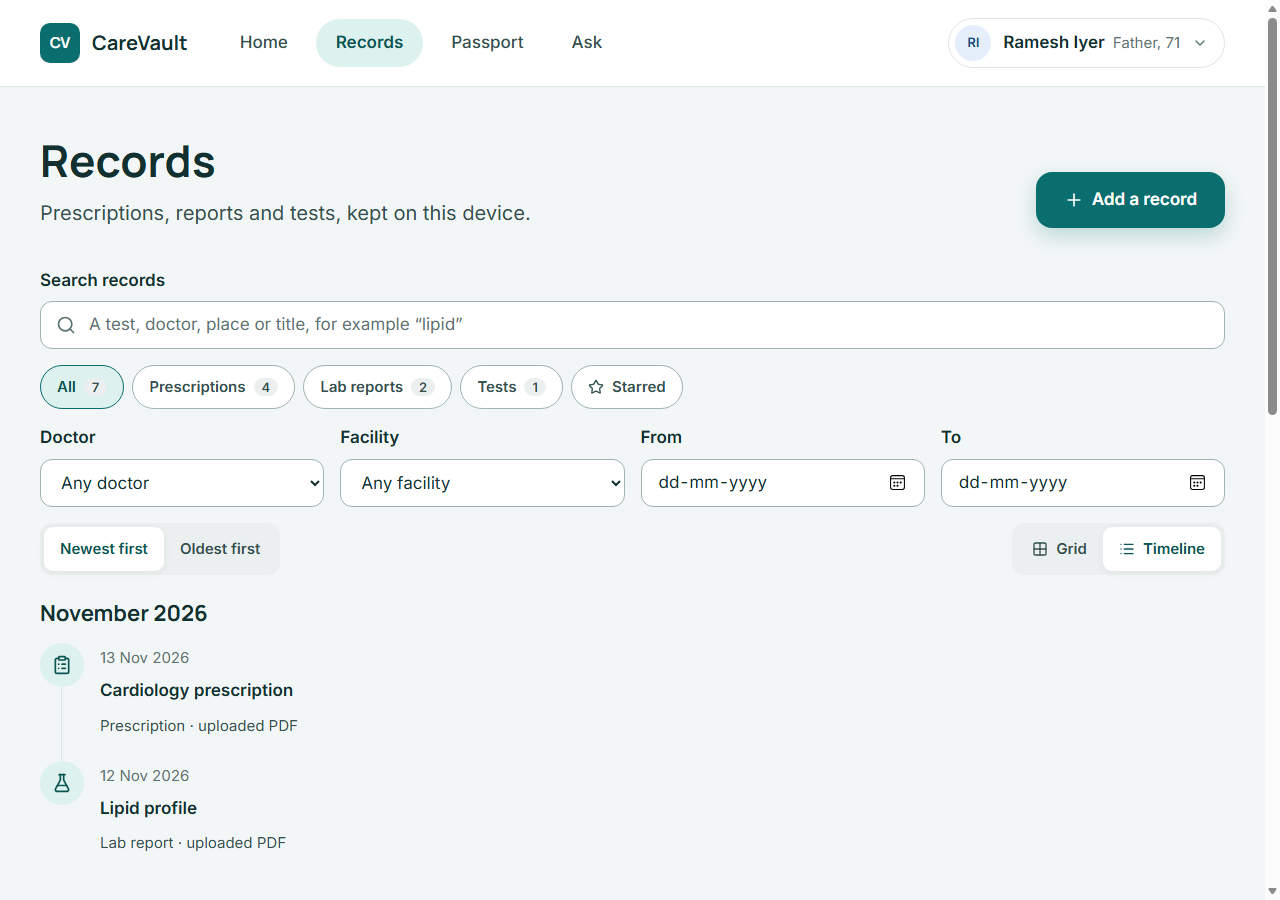 CV CareVault Home Records Passport Ask RI Ramesh Iyer Father, 71
Records
Prescriptions, reports and tests, kept on this device.
+ Add a record
Search records
A test, doctor, place or title, for example “lipid”
All 7 Prescriptions 4 Lab reports 2 Tests 1 Starred
Doctor Facility From To
Any doctor Any facility dd-mm-yyyy dd-mm-yyyy
Newest first Oldest first Grid Timeline
November 2026
13 Nov 2026
Cardiology prescription
Prescription · uploaded PDF
12 Nov 2026
Lipid profile
Lab report · uploaded PDF